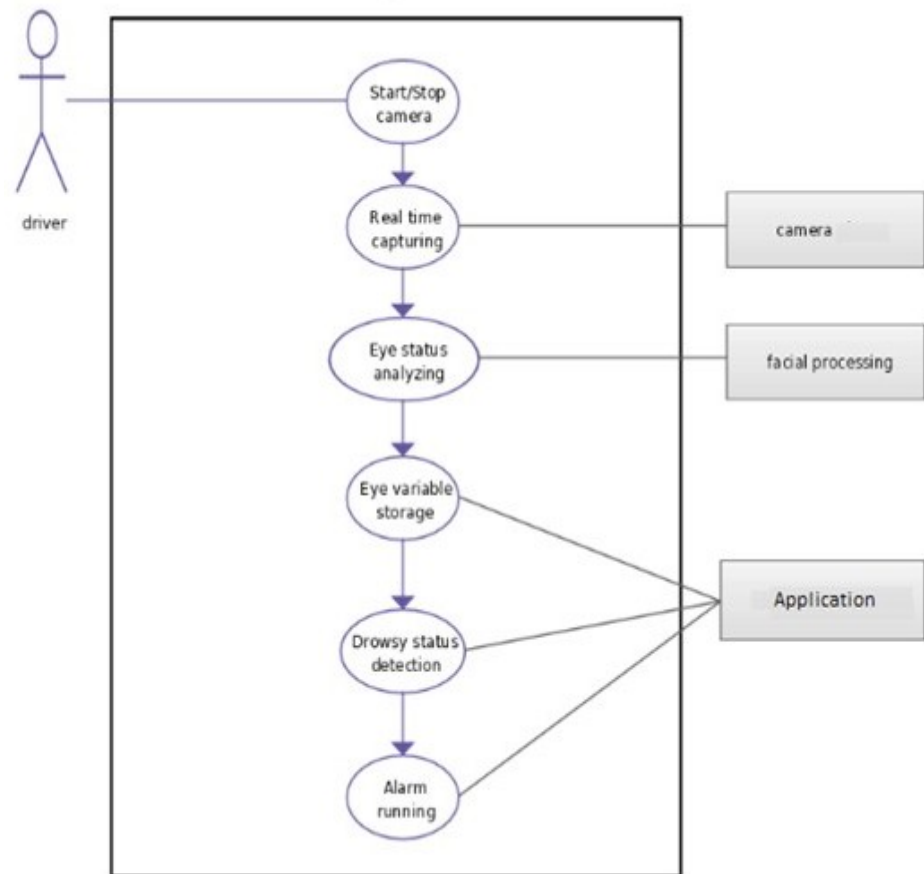 Start/Stop
camera
driver
Real time
capturing
camera
Eye status
analyzing
facial processing
Eye variable
storage
Application
Drowsy status
detection
Alarm
running